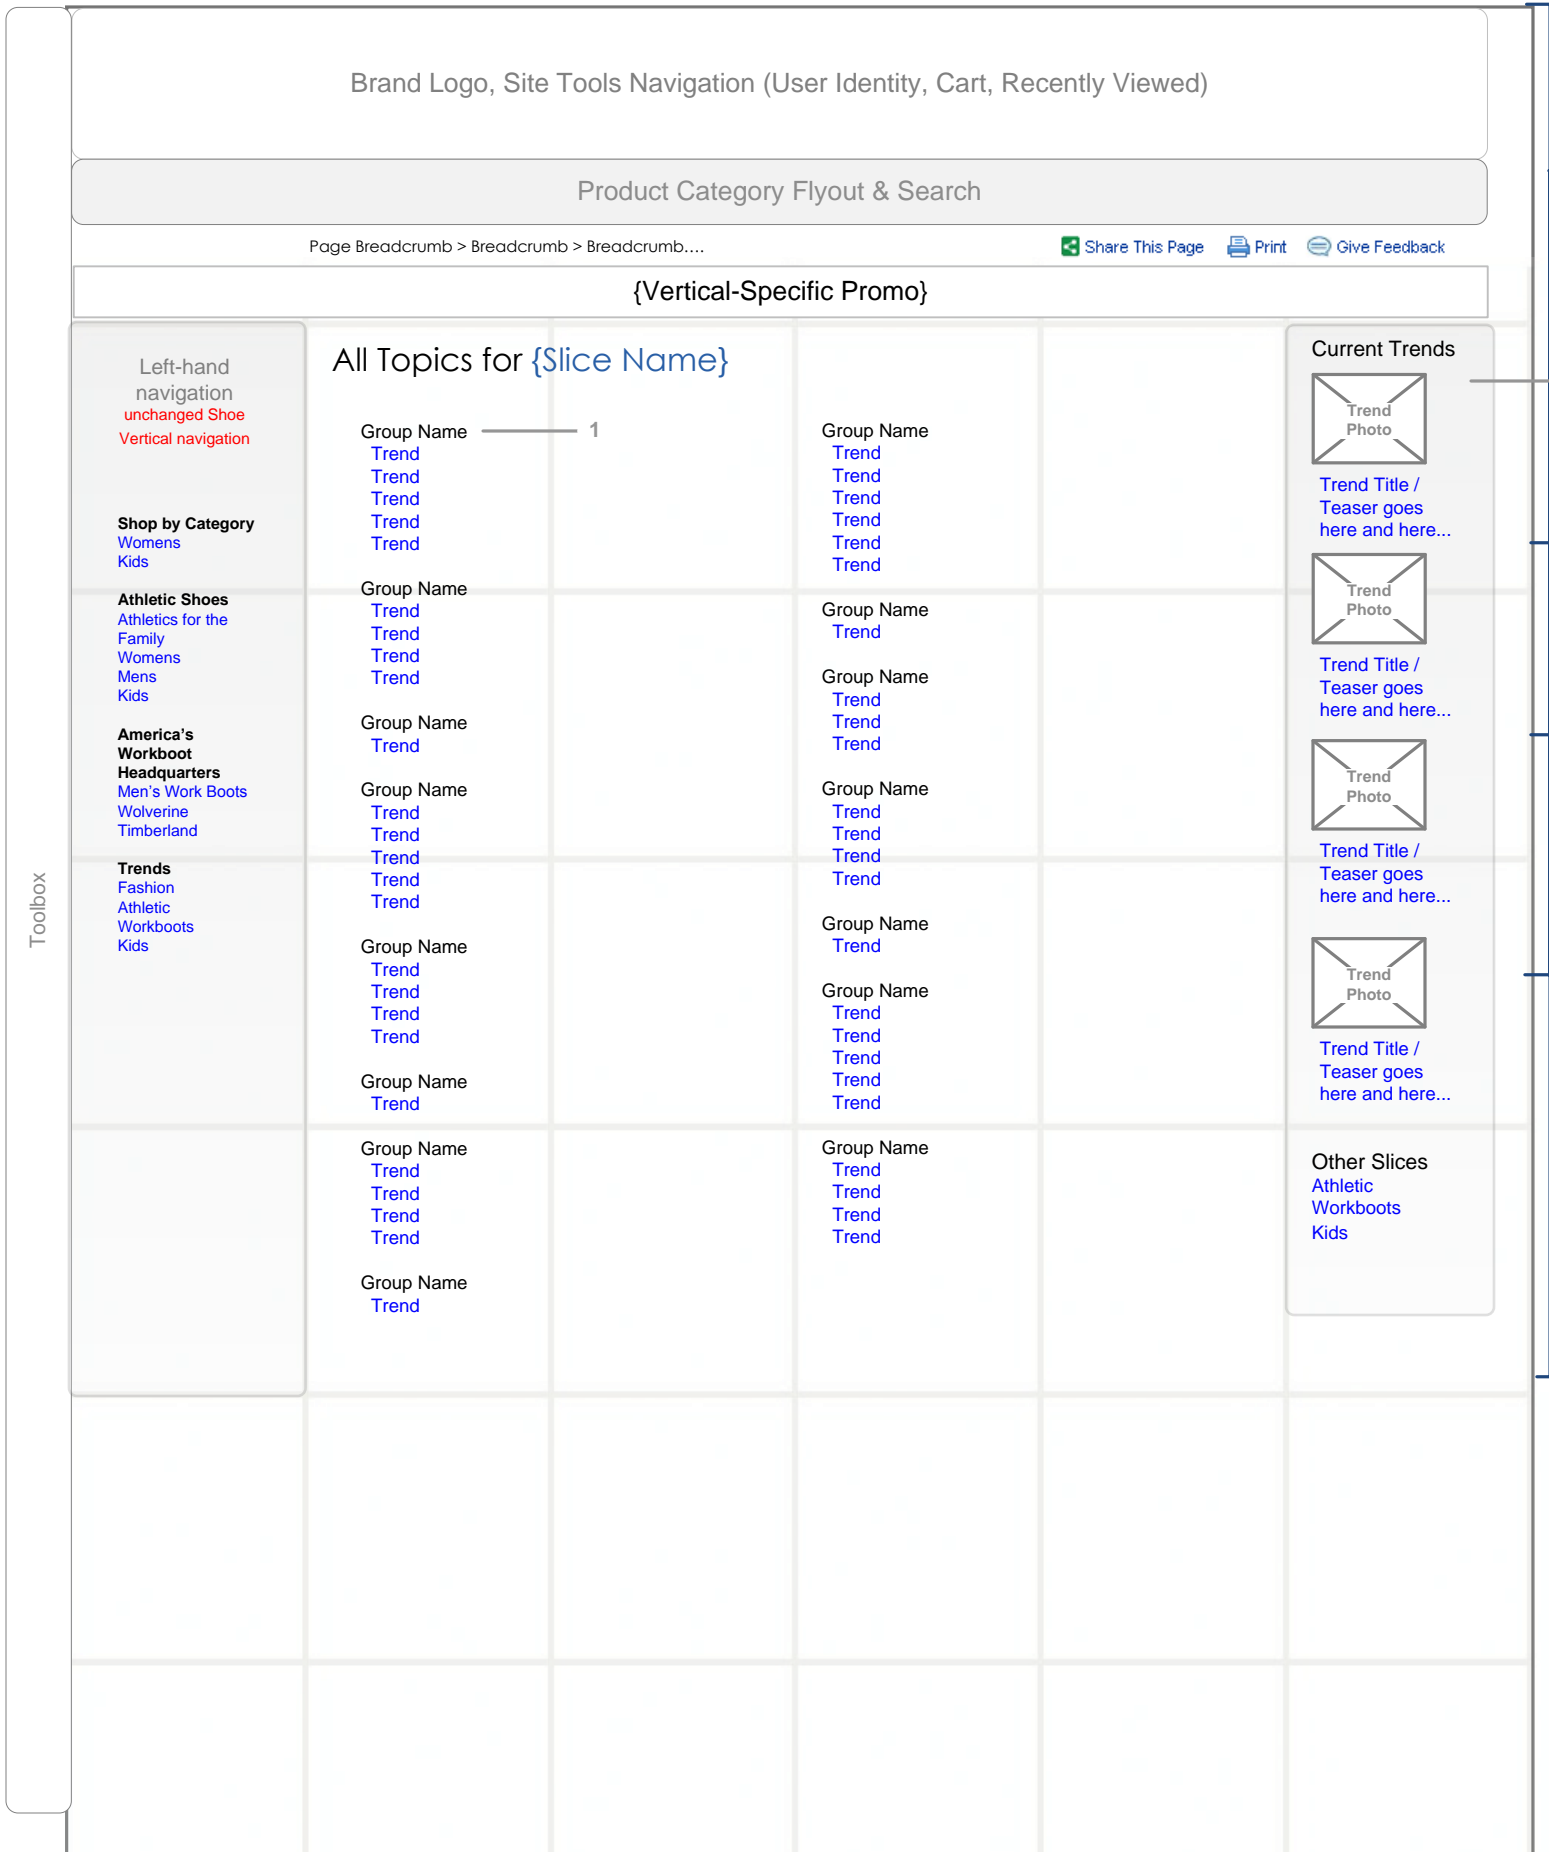 Brand Logo, Site Tools Navigation (User Identity, Cart, Recently Viewed)
Product Category Flyout & Search
Page Breadcrumb > Breadcrumb > Breadcrumb....
Share This Page
Print
Give Feedback
{Vertical-Specific Promo}
Toolbox
Left-hand
navigation
unchanged Shoe
Vertical navigation
Shop by Category
Womens
Kids
Athletic Shoes
Athletics for the
Family
Womens
Mens
Kids
America's
Workboot
Headquarters
Men's Work Boots
Wolverine
Timberland
Trends
Fashion
Athletic
Workboots
Kids
All Topics for {Slice Name}
Group Name
1
Trend
Trend
Trend
Trend
Trend
Group Name
Trend
Trend
Trend
Trend
Group Name
Trend
Group Name
Trend
Trend
Trend
Trend
Trend
Group Name
Trend
Trend
Trend
Trend
Group Name
Trend
Group Name
Trend
Trend
Trend
Trend
Group Name
Trend
Group Name
Trend
Trend
Trend
Trend
Trend
Trend
Group Name
Trend
Group Name
Trend
Trend
Trend
Group Name
Trend
Trend
Trend
Trend
Group Name
Trend
Group Name
Trend
Trend
Trend
Trend
Trend
Group Name
Trend
Trend
Trend
Trend
Current Trends
Trend
Photo
Trend Title /
Teaser goes
here and here...
Trend
Photo
Trend Title /
Teaser goes
here and here...
Trend
Photo
Trend Title /
Teaser goes
here and here...
Trend
Photo
Trend Title /
Teaser goes
here and here...
Other Slices
Athletic
Workboots
Kids